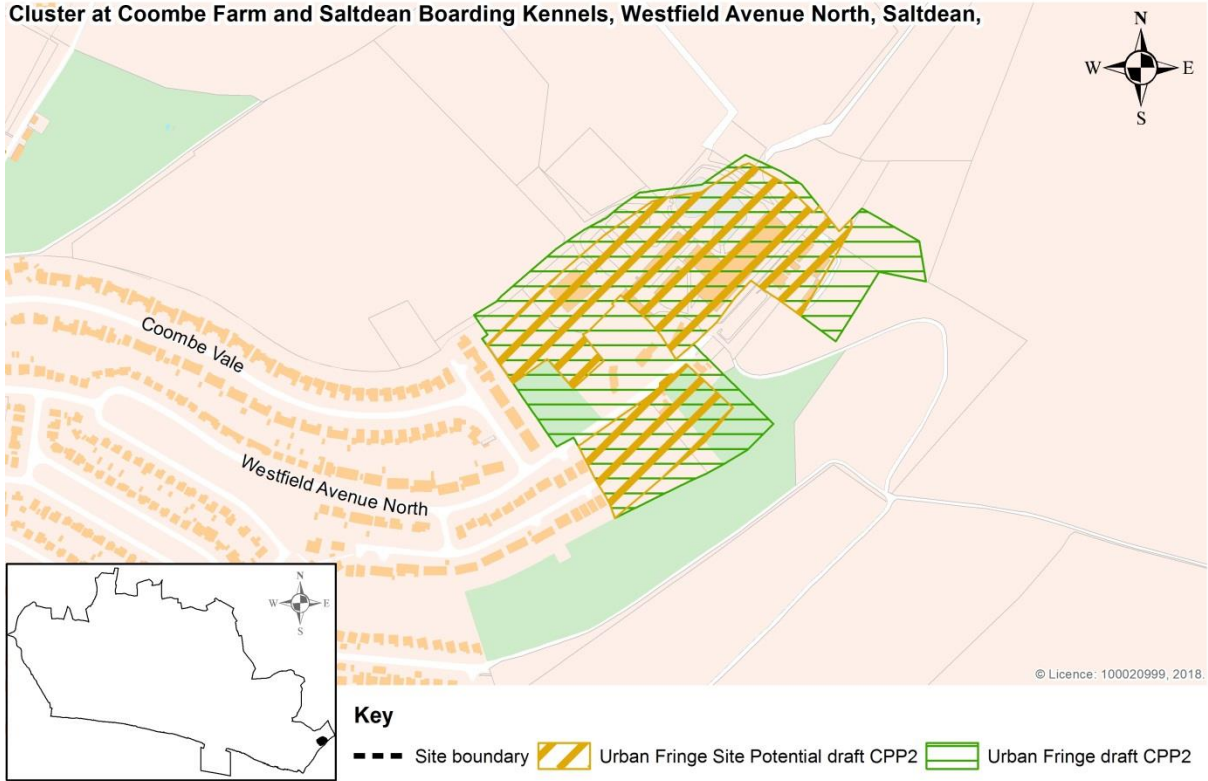 Cluster at Coombe Farm and Saltdean Boarding Kennels, Westfield Avenue North, Saltdean,
N
W E
S
Coombe Vale
Westfield Avenue North
N
W E
S
© Licence: 100020999, 2018.
Key
Site boundary Urban Fringe Site Potential draft CPP2 Urban Fringe draft CPP2